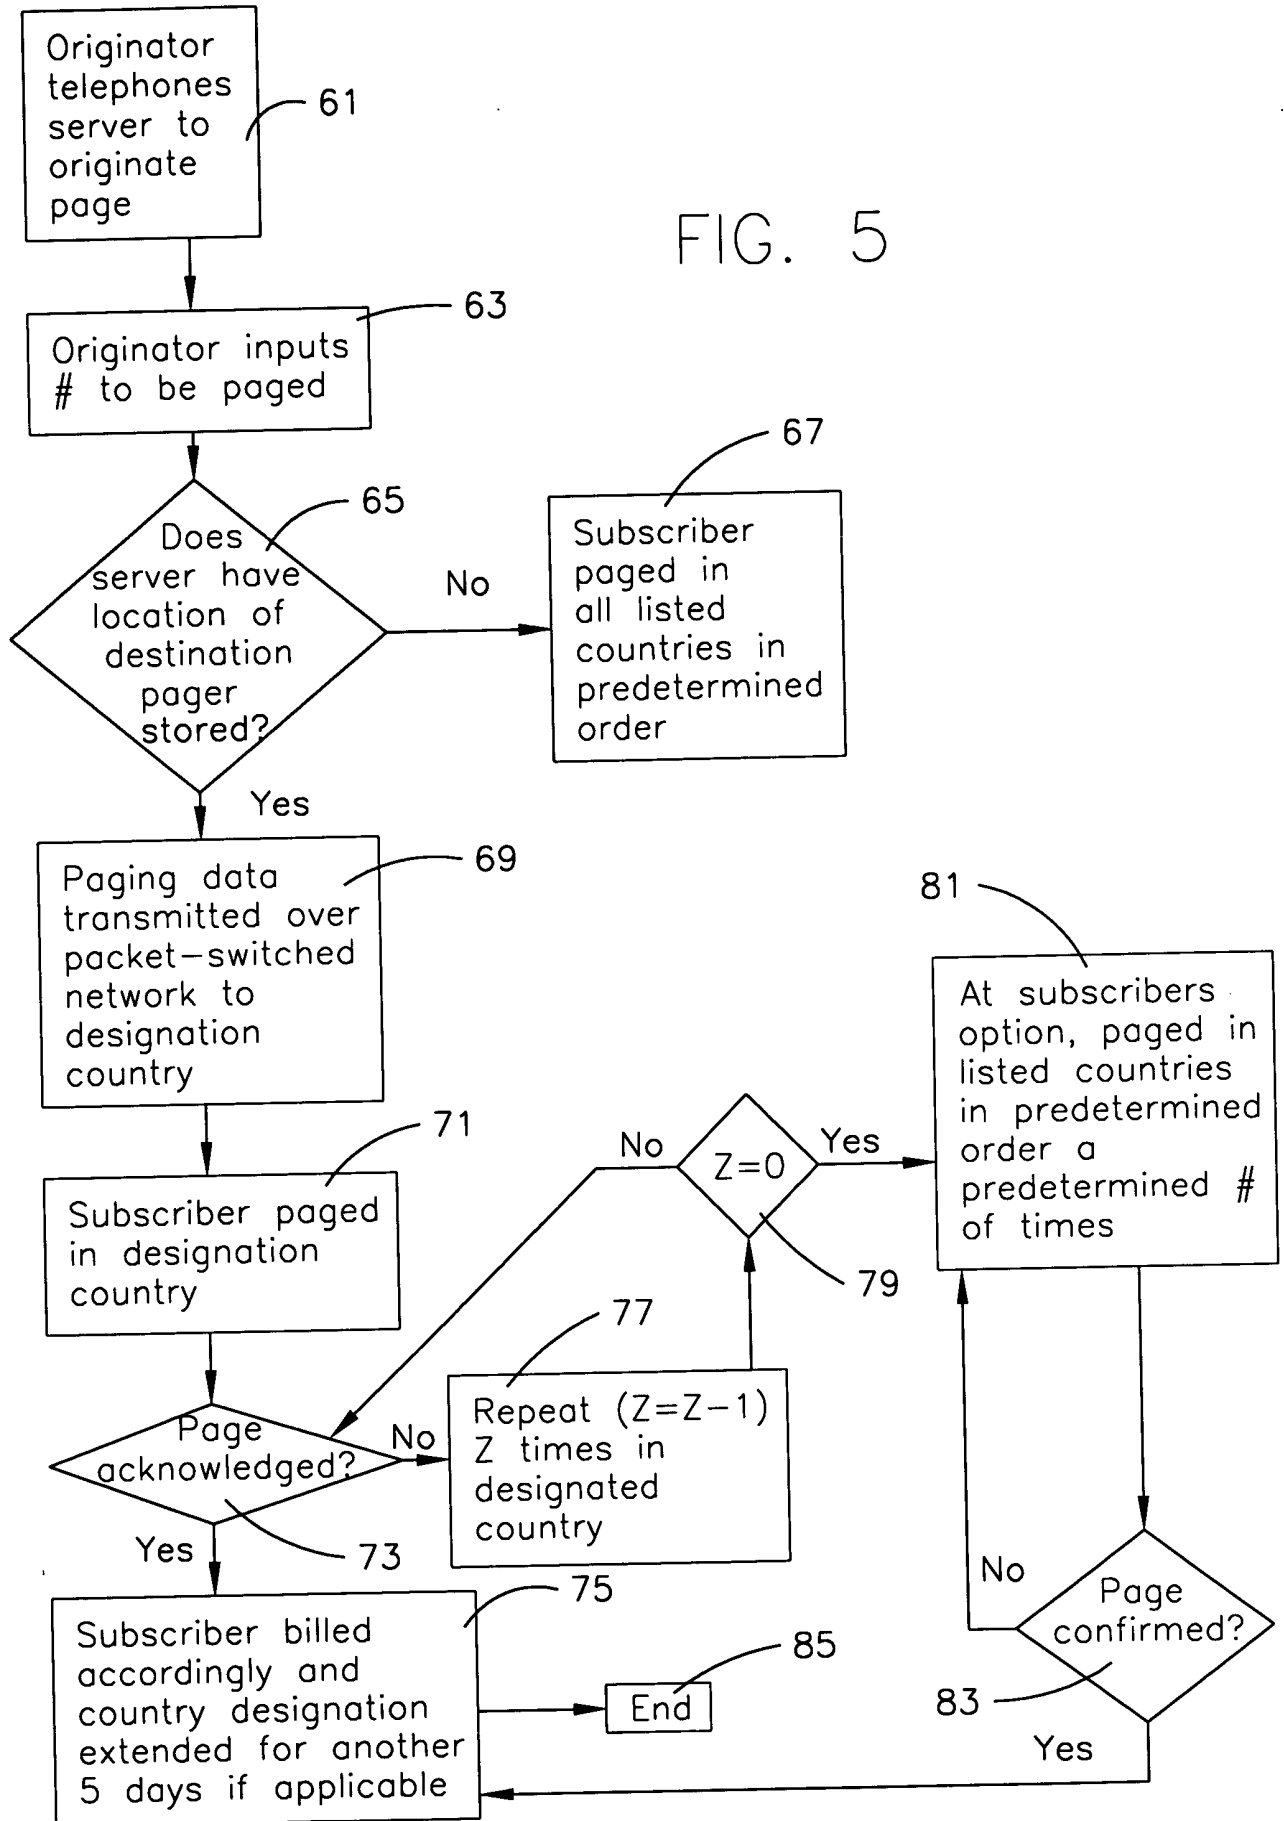 Originator
telephones
server to
originate
page
61
FIG. 5
63
Originator inputs
# to be paged
65
Does
server have
location of
destination
pager
stored?
No
67
Subscriber
paged in
all listed
countries in
predetermined
order
Yes
69
Paging data
transmitted over
packet-switched
network to
designation
country
71
Subscriber paged
in designation
country
Page
acknowledged?
73
No
77
Repeat (Z=Z-1)
Z times in
designated
country
No
Z=0
Yes
79
81
At subscribers
option, paged in
listed countries
in predetermined
order a
predetermined #
of times
No
Page
confirmed?
83
Yes
Yes
75
Subscriber billed
accordingly and
country designation
extended for another
5 days if applicable
85
End